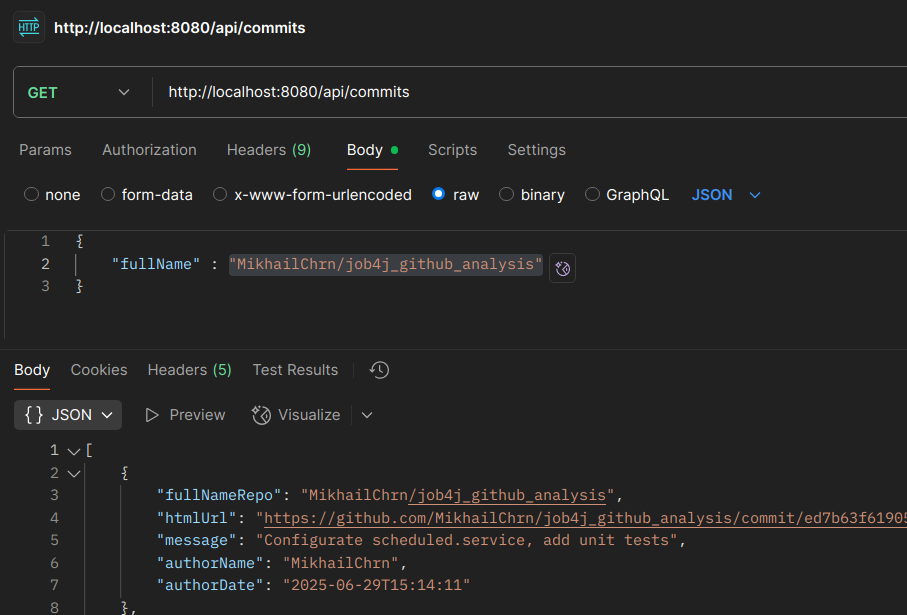 HTTP http://localhost:8080/api/commits
GET http://localhost:8080/api/commits
Params Authorization Headers (9) Body Scripts Settings
none form-data x-www-form-urlencoded raw binary GraphQL JSON
1 {
2 "fullName" : "MikhailChrn/job4j_github_analysis"
3 }
Body Cookies Headers (5) Test Results
{} JSON Preview Visualize
1 [
2 {
3 "fullNameRepo": "MikhailChrn/job4j_github_analysis",
4 "htmlUrl": "https://github.com/MikhailChrn/job4j_github_analysis/commit/ed7b63f61905
5 "message": "Configurate scheduled.service, add unit tests",
6 "authorName": "MikhailChrn",
7 "authorDate": "2025-06-29T15:14:11"
8 },